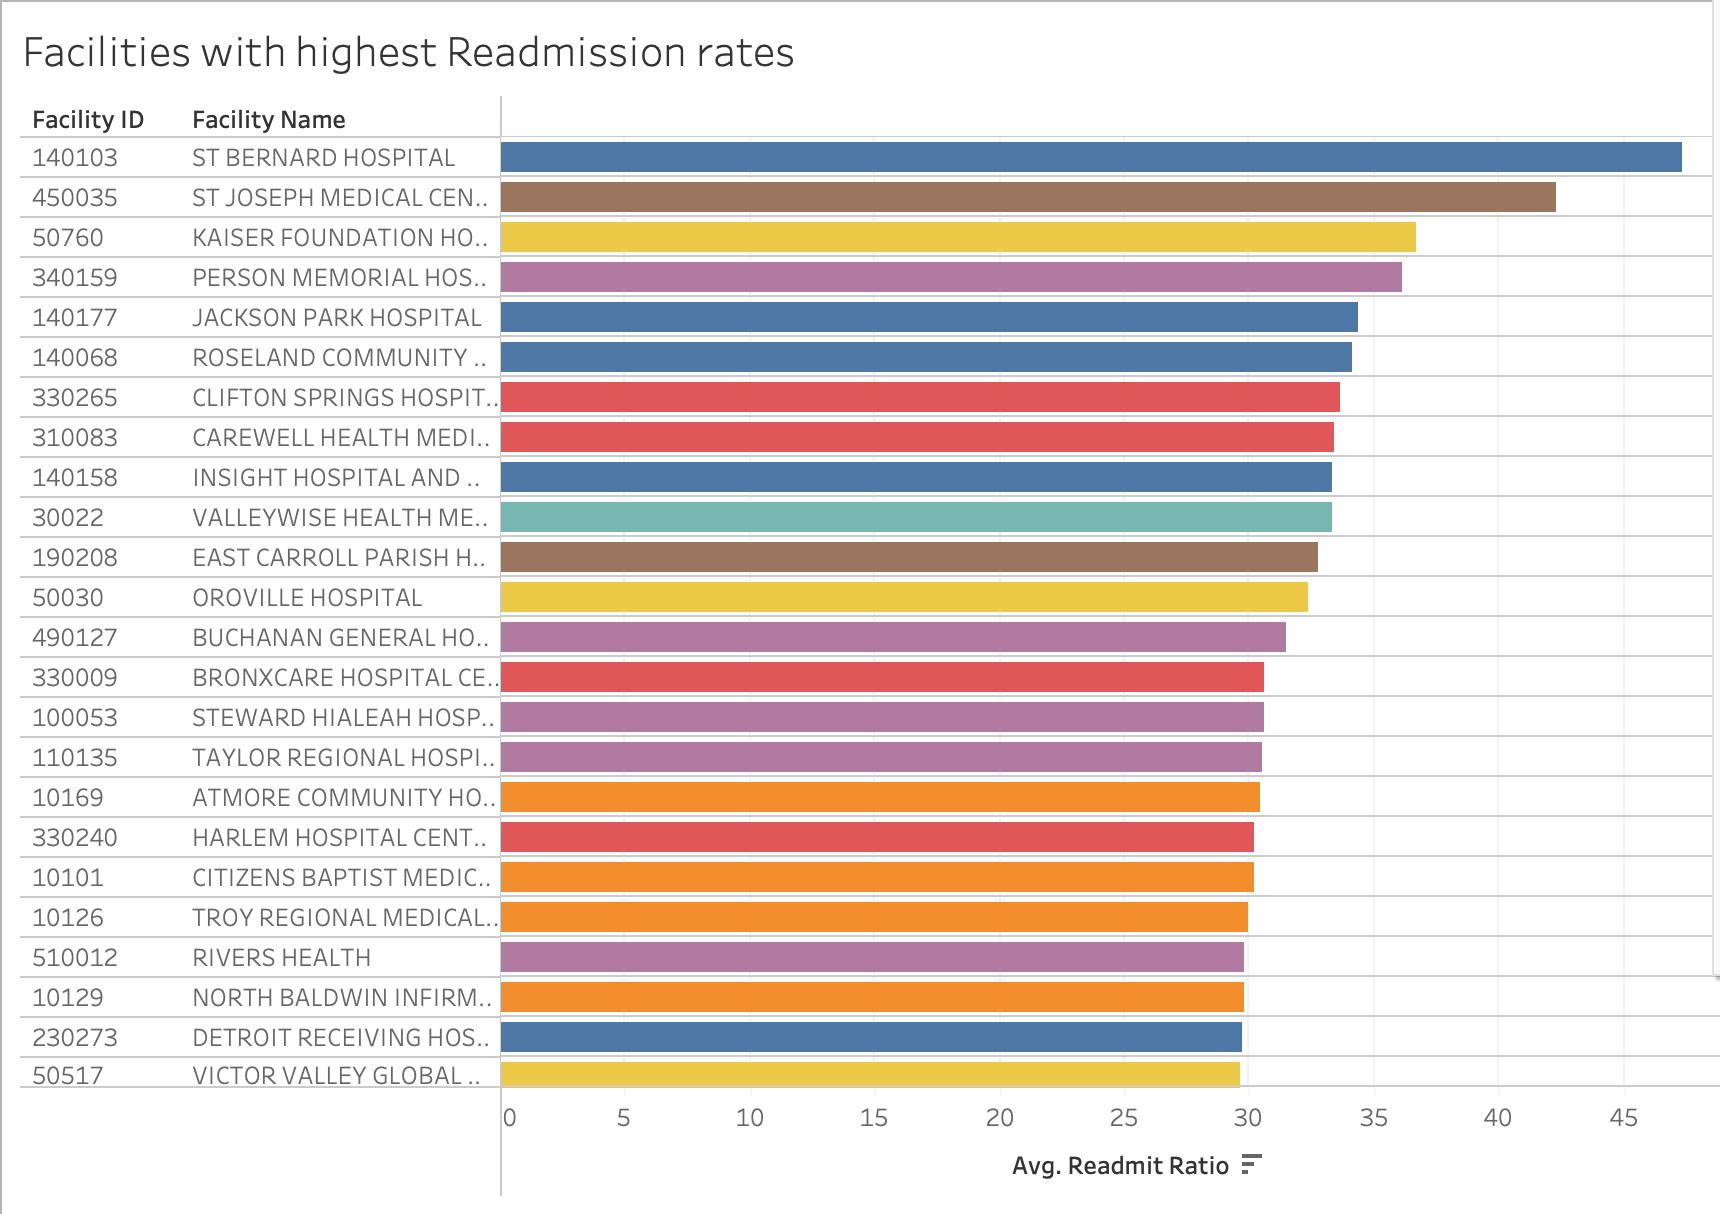 Facilities with highest Readmission rates
Facility ID Facility Name
140103 ST BERNARD HOSPITAL
450035 ST JOSEPH MEDICAL CEN..
50760 KAISER FOUNDATION HO..
340159 PERSON MEMORIAL HOS..
140177 JACKSON PARK HOSPITAL
140068 ROSELAND COMMUNITY ..
330265 CLIFTON SPRINGS HOSPIT..
310083 CAREWELL HEALTH MEDI..
140158 INSIGHT HOSPITAL AND ..
30022 VALLEYWISE HEALTH ME..
190208 EAST CARROLL PARISH H..
50030 OROVILLE HOSPITAL
490127 BUCHANAN GENERAL HO..
330009 BRONXCARE HOSPITAL CE..
100053 STEWARD HIALEAH HOSP..
110135 TAYLOR REGIONAL HOSPI..
10169 ATMORE COMMUNITY HO..
330240 HARLEM HOSPITAL CENT..
10101 CITIZENS BAPTIST MEDIC..
10126 TROY REGIONAL MEDICAL..
510012 RIVERS HEALTH
10129 NORTH BALDWIN INFIRM..
230273 DETROIT RECEIVING HOS..
50517 VICTOR VALLEY GLOBAL ..
0 5 10 15 20 25 30 35 40 45
Avg. Readmit Ratio